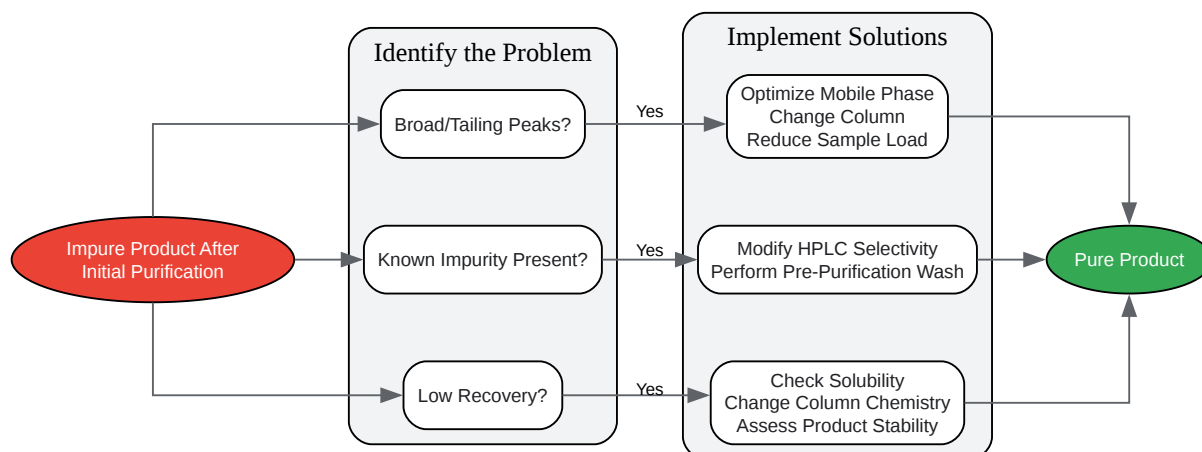 Identify the Problem
Implement Solutions
Broad/Tailing Peaks?
Yes
Optimize Mobile Phase
Change Column
Reduce Sample Load
Impure Product After
Initial Purification
Known Impurity Present?
Yes
Modify HPLC Selectivity
Perform Pre-Purification Wash
Pure Product
Low Recovery?
Yes
Check Solubility
Change Column Chemistry
Assess Product Stability